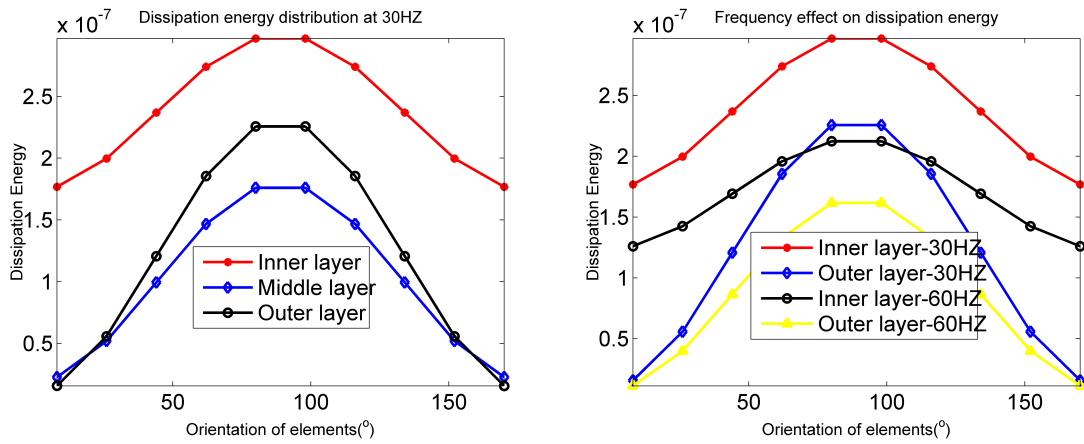 Dissipation energy distribution at 30HZ
x 10-7
2.5
2
1.5
1
0.5
Dissipation Energy
Inner layer
Middle layer
Outer layer
50 100 150
Orientation of elements(o)
Frequency effect on dissipation energy
x 10-7
2.5
2
1.5
1
0.5
Dissipation Energy
Inner layer-30HZ
Outer layer-30HZ
Inner layer-60HZ
Outer layer-60HZ
50 100 150
Orientation of elements(o)